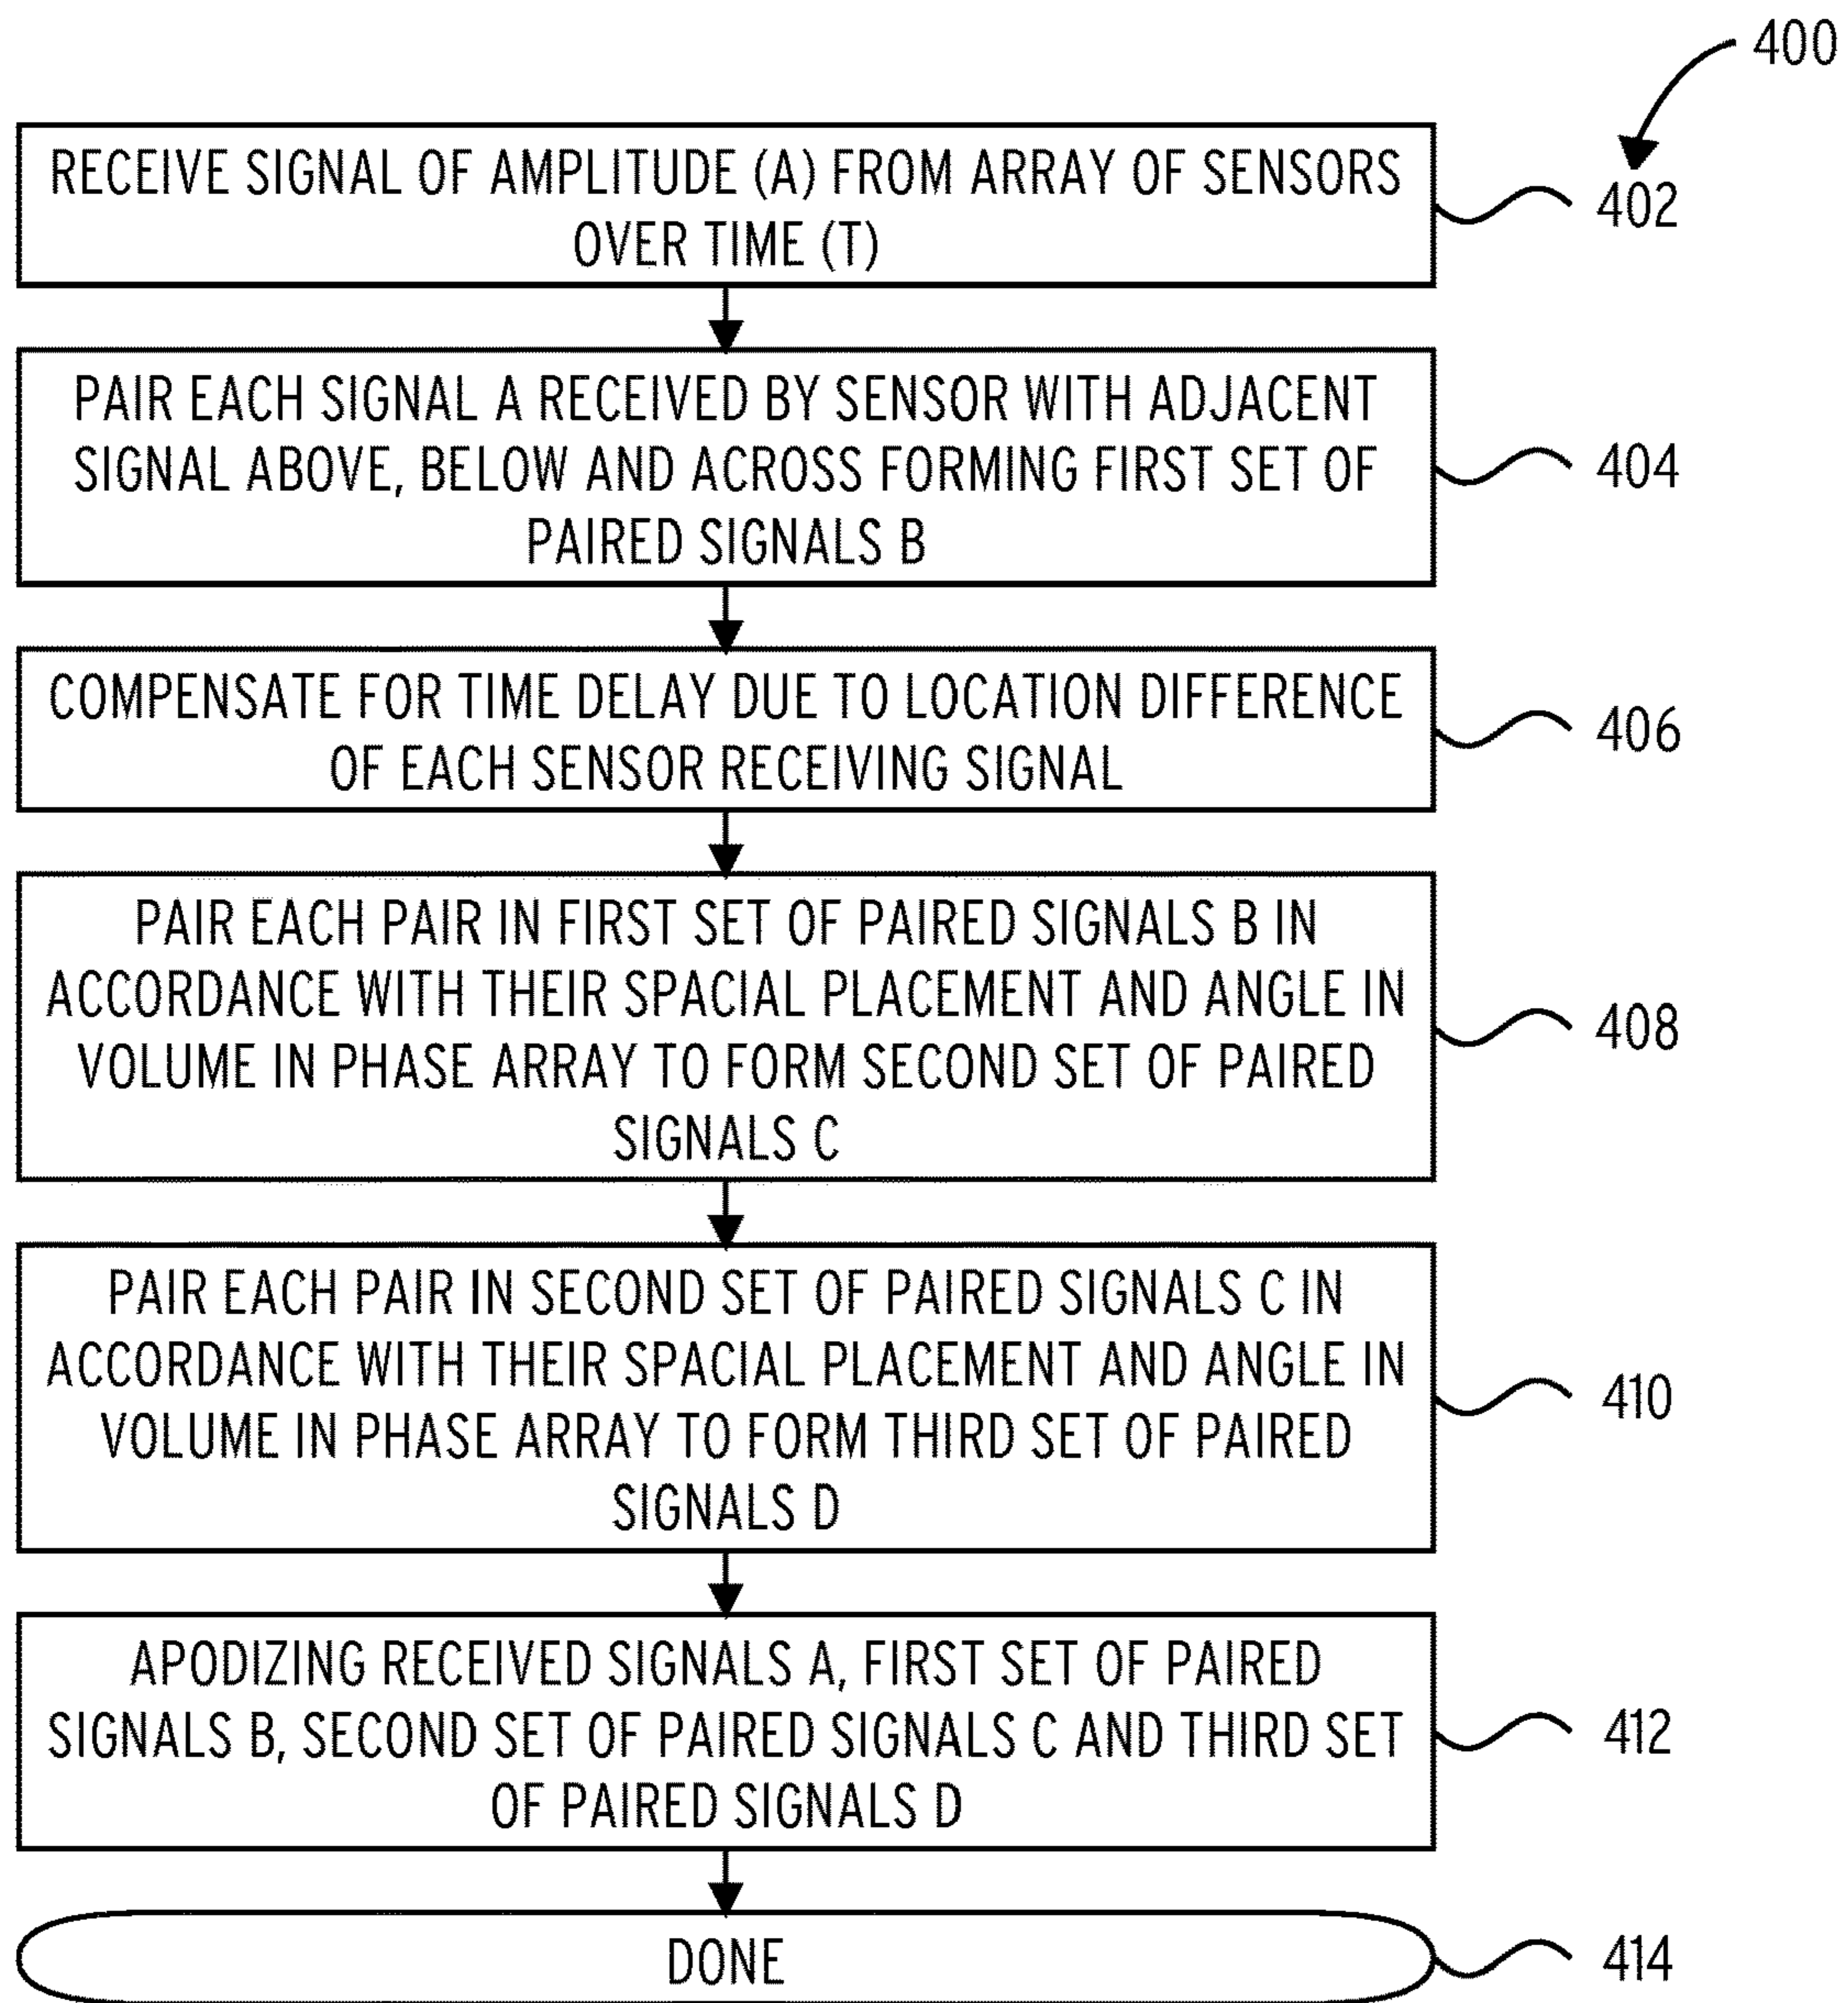 400
RECEIVE SIGNAL OF AMPLITUDE (A) FROM ARRAY OF SENSORS
OVER TIME (T)
402
PAIR EACH SIGNAL A RECEIVED BY SENSOR WITH ADJACENT
SIGNAL ABOVE, BELOW AND ACROSS FORMING FIRST SET OF
PAIRED SIGNALS B
404
COMPENSATE FOR TIME DELAY DUE TO LOCATION DIFFERENCE
OF EACH SENSOR RECEIVING SIGNAL
406
PAIR EACH PAIR IN FIRST SET OF PAIRED SIGNALS B IN
ACCORDANCE WITH THEIR SPACIAL PLACEMENT AND ANGLE IN
VOLUME IN PHASE ARRAY TO FORM SECOND SET OF PAIRED
SIGNALS C
408
PAIR EACH PAIR IN SECOND SET OF PAIRED SIGNALS C IN
ACCORDANCE WITH THEIR SPACIAL PLACEMENT AND ANGLE IN
VOLUME IN PHASE ARRAY TO FORM THIRD SET OF PAIRED
SIGNALS D
410
APODIZING RECEIVED SIGNALS A, FIRST SET OF PAIRED
SIGNALS B, SECOND SET OF PAIRED SIGNALS C AND THIRD SET
OF PAIRED SIGNALS D
412
DONE
414